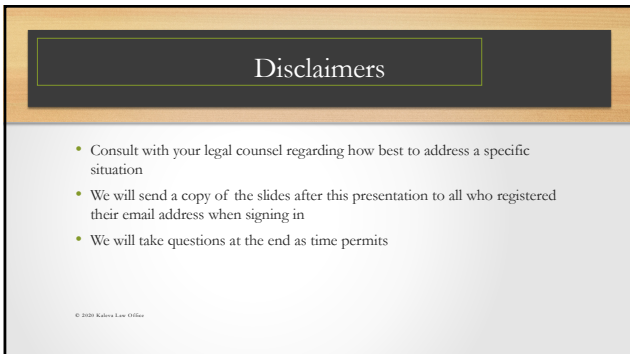 Disclaimers
• Consult with your legal counsel regarding how best to address a specific
situation
• We will send a copy of the slides after this presentation to all who registered
their email address when signing in
• We will take questions at the end as time permits
© 2020 Kaleva Law Office